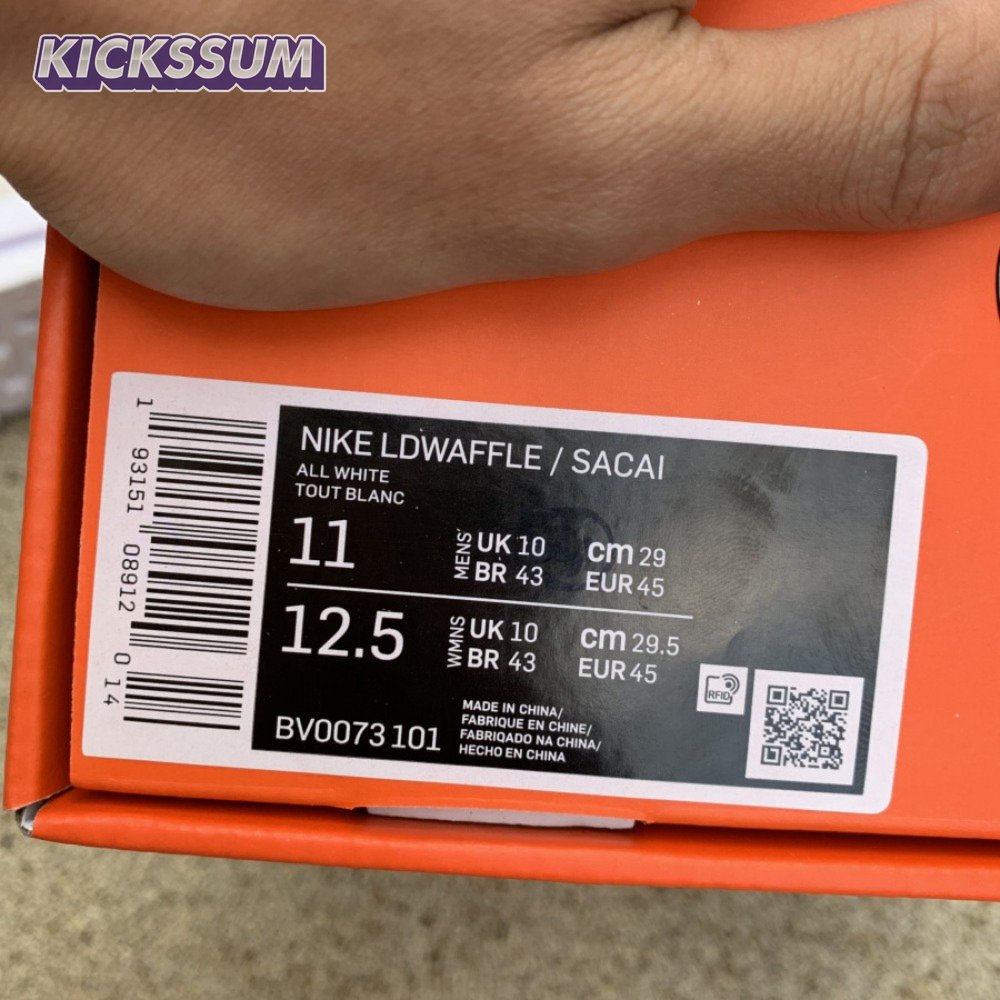 KICKSSUM
NIKE LDWAFFLE / SACAI
ALL WHITE
TOUT BLANC
11
MENS'
UK 10
BR 43
cm 29
EUR 45
12.5
WMNS
UK 10
BR 43
cm 29.5
EUR 45
BV0073 101
MADE IN CHINA/
FABRIQUE EN CHINE/
FABRIQADO NA CHINA/
HECHO EN CHINA
RFID
1 93151 08912 0 14